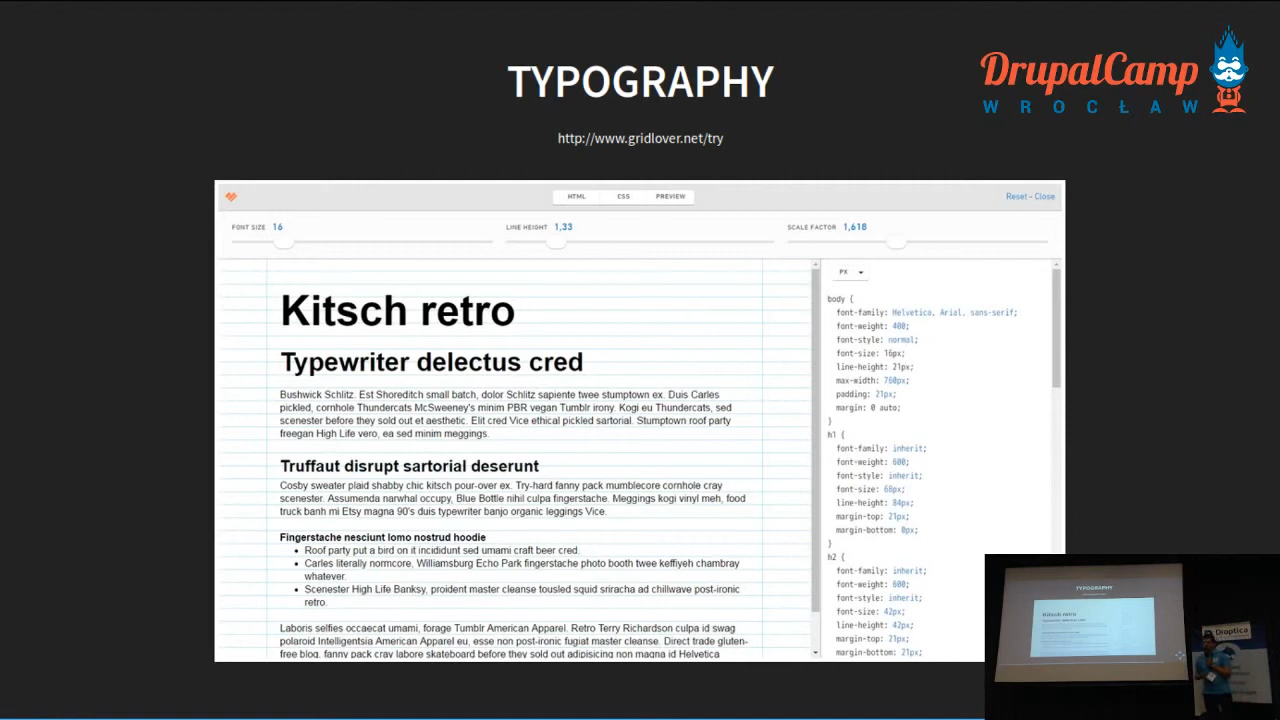 TYPOGRAPHY
http://www.gridlover.net/try
DrupalCamp
WROCŁAW
HTML CSS PREVIEW
Reset - Close
FONT SIZE 16
LINE HEIGHT 1,33
SCALE FACTOR 1,618
Kitsch retro
Typewriter delectus cred
Bushwick Schlitz. Est Shoreditch small batch, dolor Schlitz sapiente twee stumptown ex. Duis Carles
pickled, cornhole Thundercats McSweeney's minim PBR vegan Tumblr irony. Kogi eu Thundercats, sed
scenester before they sold out et aesthetic. Elit cred Vice ethical pickled sartorial. Stumptown roof party
freegan High Life vero, ea sed minim meggings.
Truffaut disrupt sartorial deserunt
Cosby sweater plaid shabby chic kitsch pour-over ex. Try-hard fanny pack mumblecore cornhole cray
scenester. Assumenda narwhal occupy, Blue Bottle nihil culpa fingerstache. Meggings kogi vinyl meh, food
truck banh mi Etsy magna 90's duis typewriter banjo organic leggings Vice.
Fingerstache nesciunt lomo nostrud hoodie
• Roof party put a bird on it incididunt sed umami craft beer cred.
• Carles literally normcore, Williamsburg Echo Park fingerstache photo booth twee keffiyeh chambray
whatever.
• Scenester High Life Banksy, proident master cleanse tousled squid sriracha ad chillwave post-ironic
retro.
Laboris selfies occaecat umami, forage Tumblr American Apparel. Retro Terry Richardson culpa id swag
polaroid Intelligentsia American Apparel eu, esse non post-ironic fugiat master cleanse. Direct trade gluten-
free blog, fanny pack cray labore skateboard before they sold out adipisicing non magna id Helvetica
PX
body {
font-family: Helvetica, Arial, sans-serif;
font-weight: 400;
font-style: normal;
font-size: 16px;
line-height: 21px;
max-width: 760px;
padding: 21px;
margin: 0 auto;
}
h1 {
font-family: inherit;
font-weight: 600;
font-style: inherit;
font-size: 68px;
line-height: 84px;
margin-top: 21px;
margin-bottom: 0px;
}
h2 {
font-family: inherit;
font-weight: 600;
font-style: inherit;
font-size: 42px;
line-height: 42px;
margin-top: 21px;
margin-bottom: 21px;
TYPOGRAPHY
Kitsch retro
Droptica